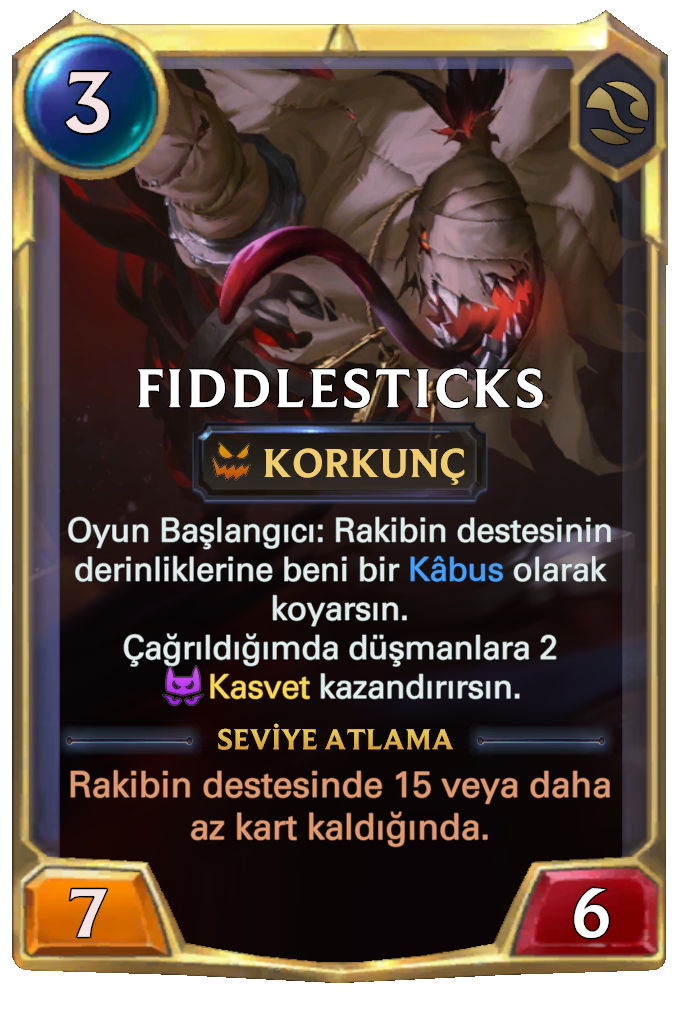 3
FIDDLESTICKS
KORKUNÇ
Oyun Başlangıcı: Rakibin destesinin
derinliklerine beni bir Kâbus olarak
koyarsın.
Çağrıldığımda düşmanlara 2
Kasvet kazandırırsın.
SEVİYE ATLAMA
Rakibin destesinde 15 veya daha
az kart kaldığında.
7
6